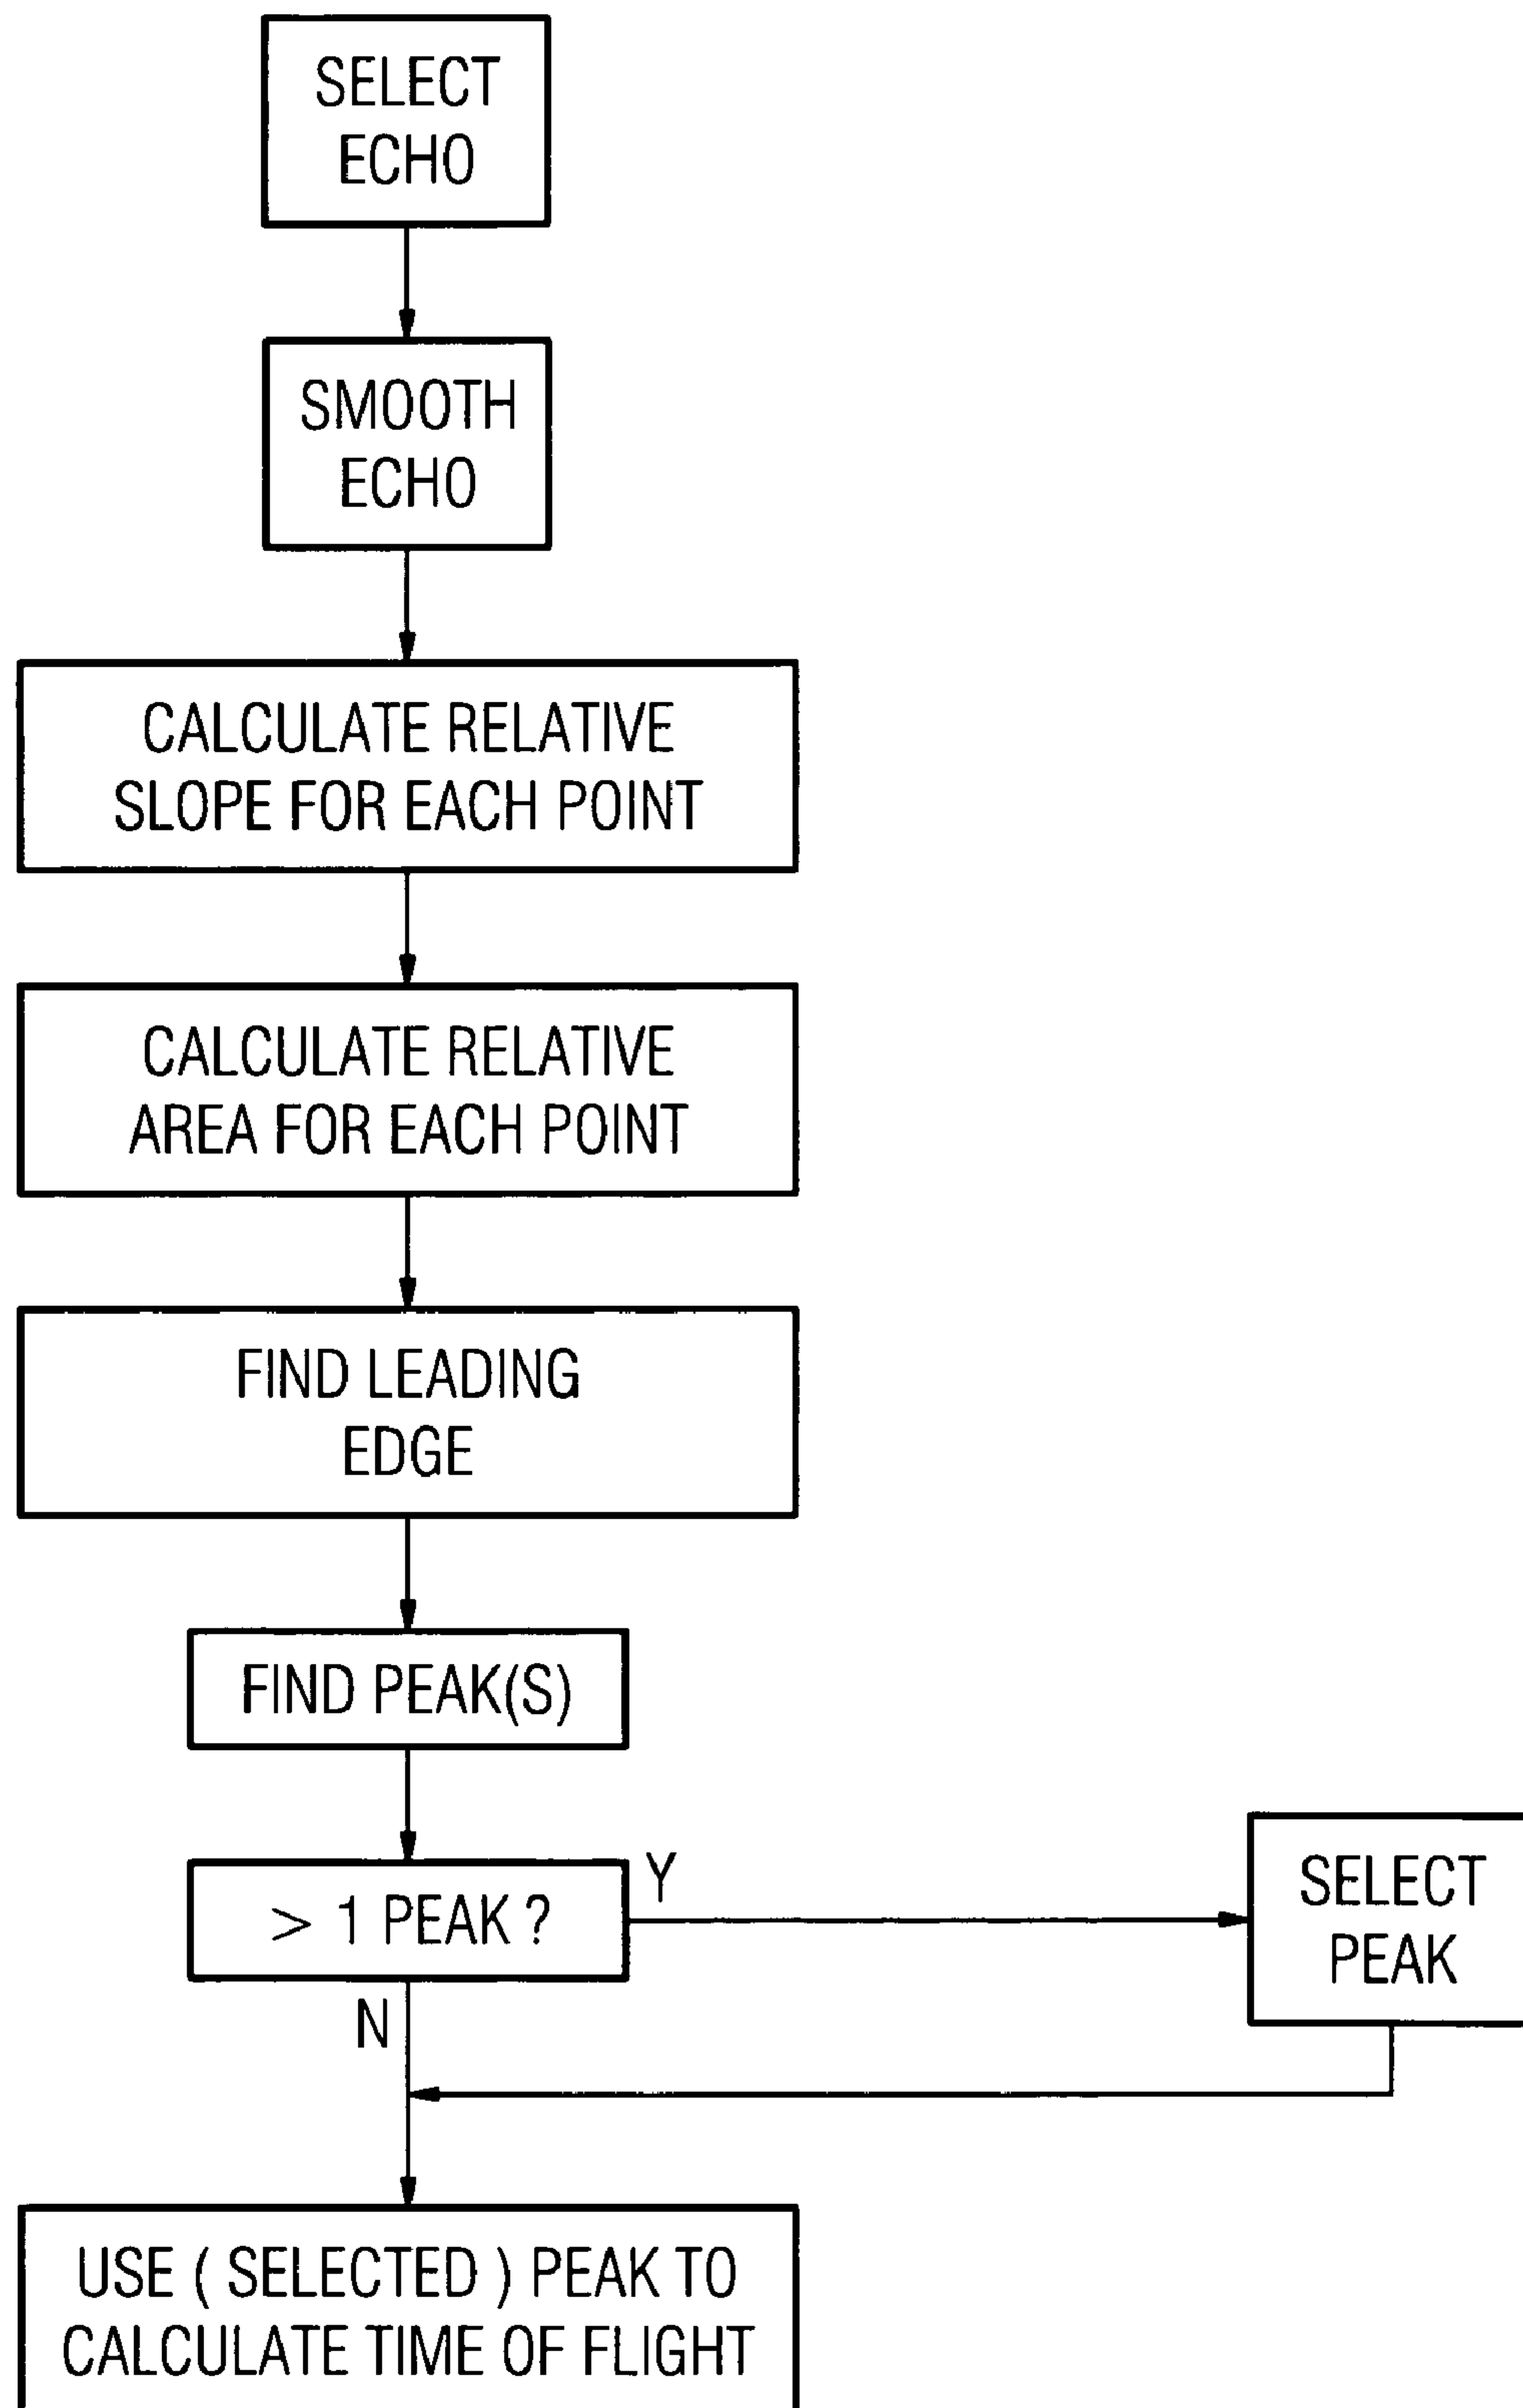 SELECT
ECHO
SMOOTH
ECHO
CALCULATE RELATIVE
SLOPE FOR EACH POINT
CALCULATE RELATIVE
AREA FOR EACH POINT
FIND LEADING
EDGE
FIND PEAK(S)
> 1 PEAK ?
Y
SELECT
PEAK
N
USE ( SELECTED ) PEAK TO
CALCULATE TIME OF FLIGHT